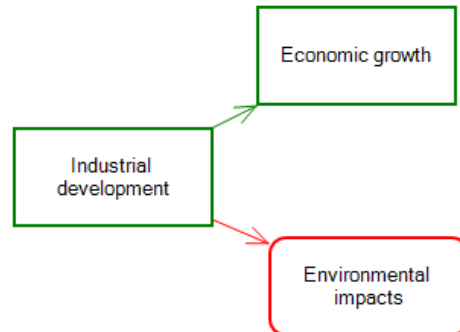 Economic growth
Industrial
development
Environmental
impacts